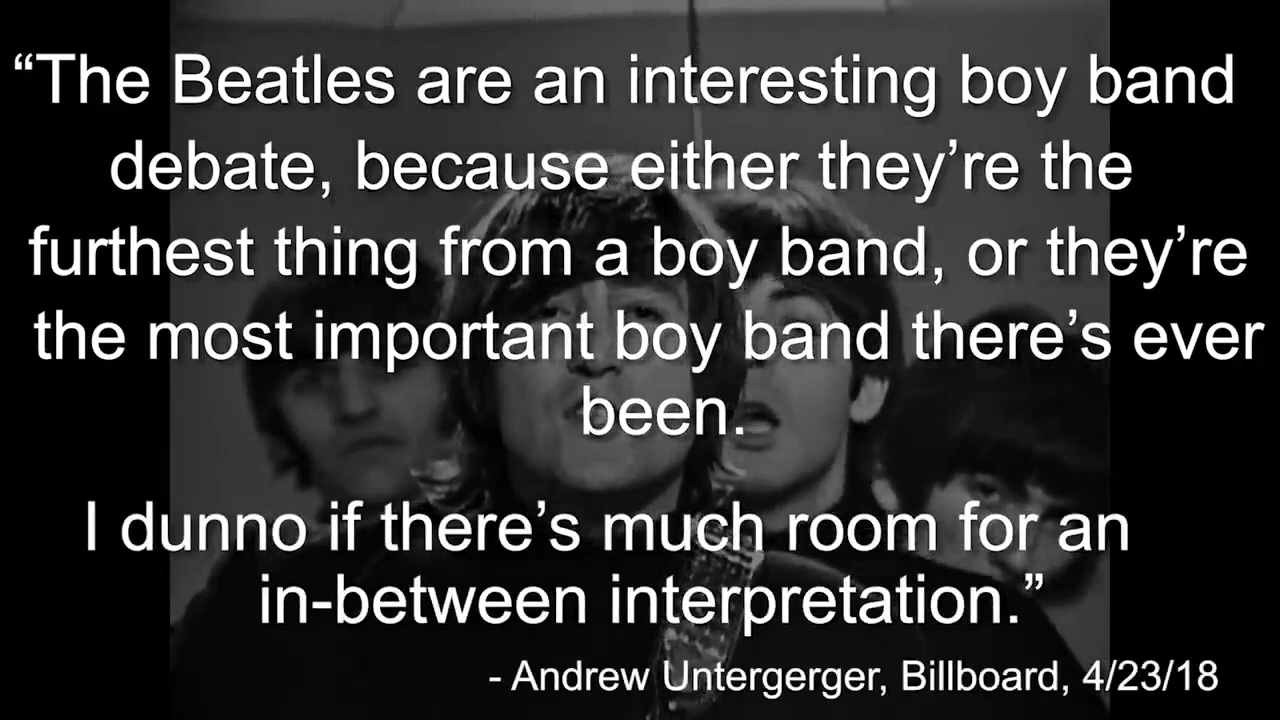 “The Beatles are an interesting boy band
debate, because either they’re the
furthest thing from a boy band, or they’re
the most important boy band there’s ever
been.
I dunno if there’s much room for an
in-between interpretation.”
- Andrew Untergerger, Billboard, 4/23/18